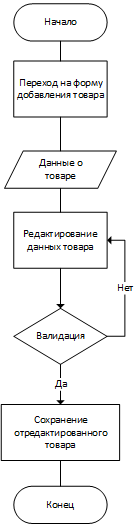 Начало
Переход на форму
добавления товара
Данные о
товаре
Редактирование
данных товара
Нет
Валидация
Да
Сохранение
отредактированного
товара
Конец